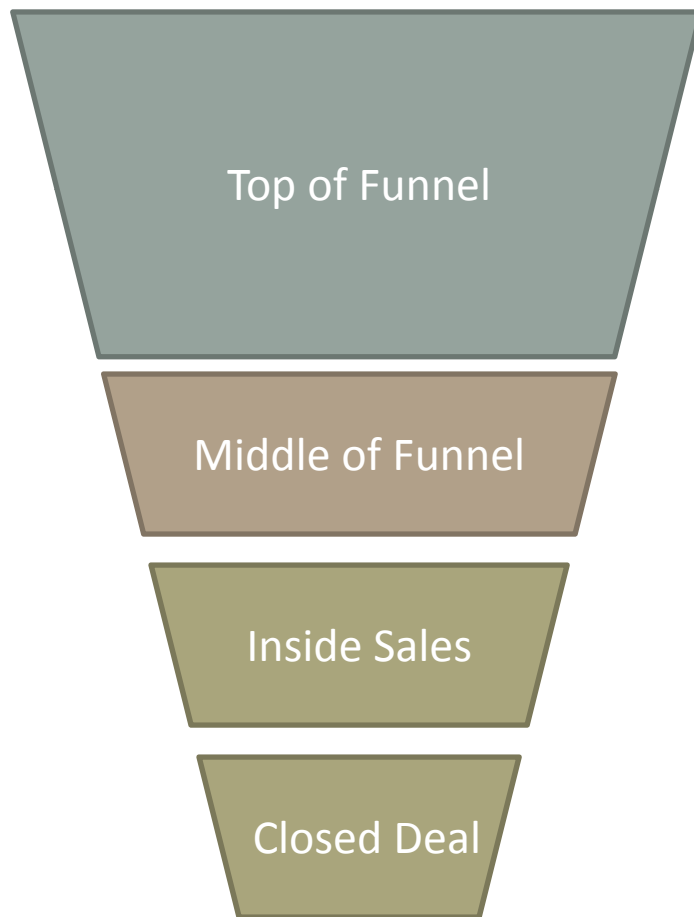 Top of Funnel
Middle of Funnel
Inside Sales
Closed Deal